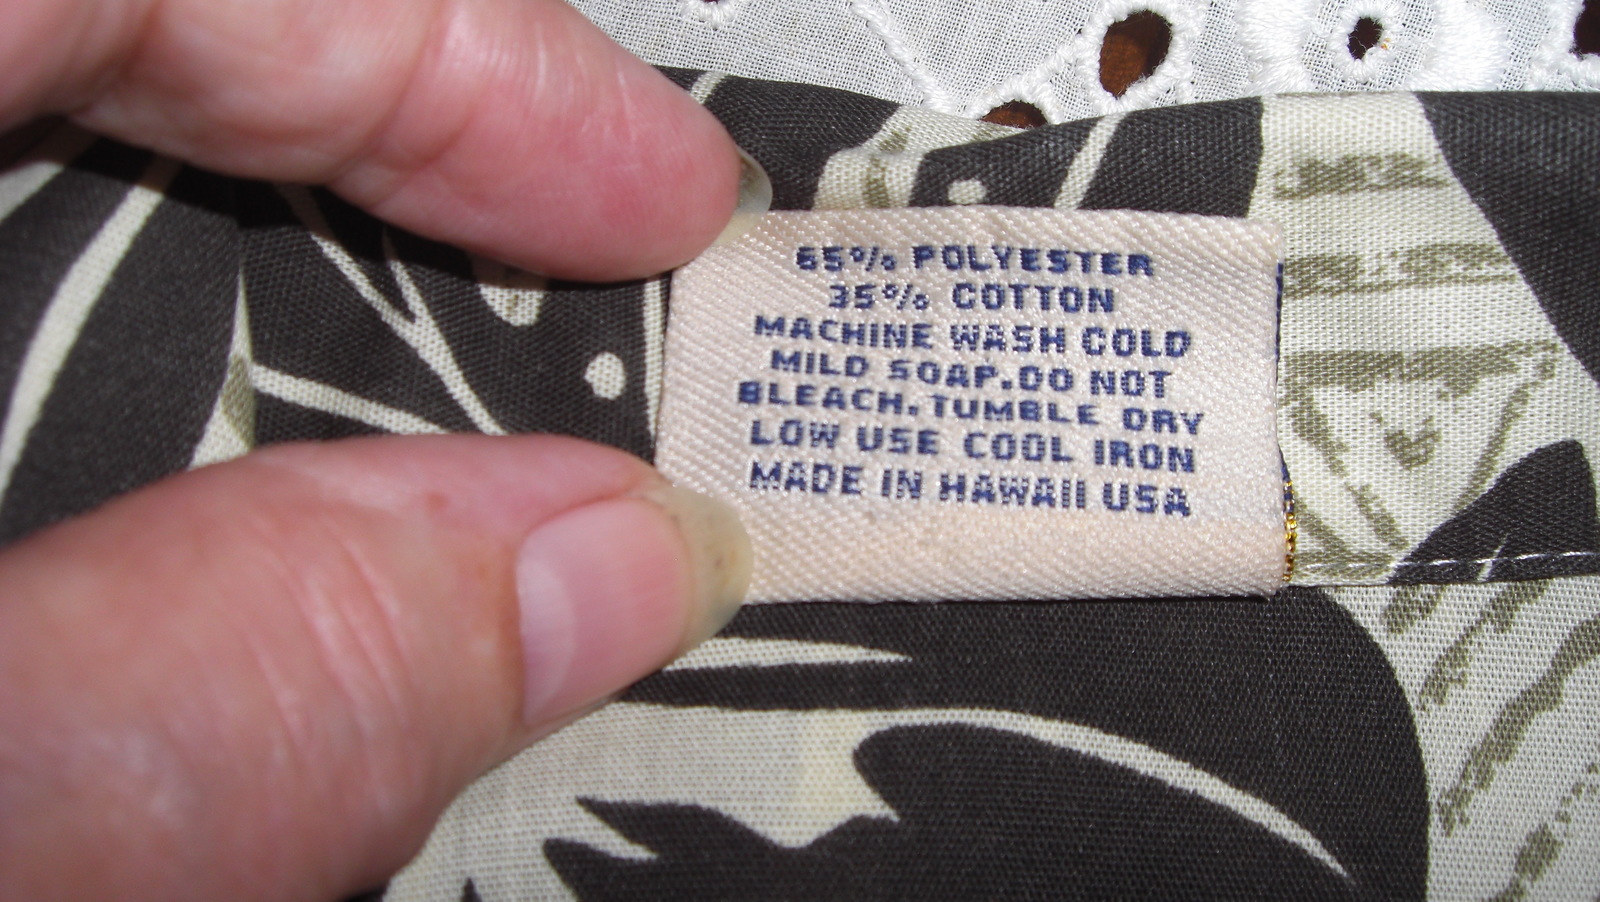 65% POLYESTER
35% COTTON
MACHINE WASH COLD
MILD SOAP.DO NOT
BLEACH.TUMBLE DRY
LOW USE COOL IRON
MADE IN HAWAII USA